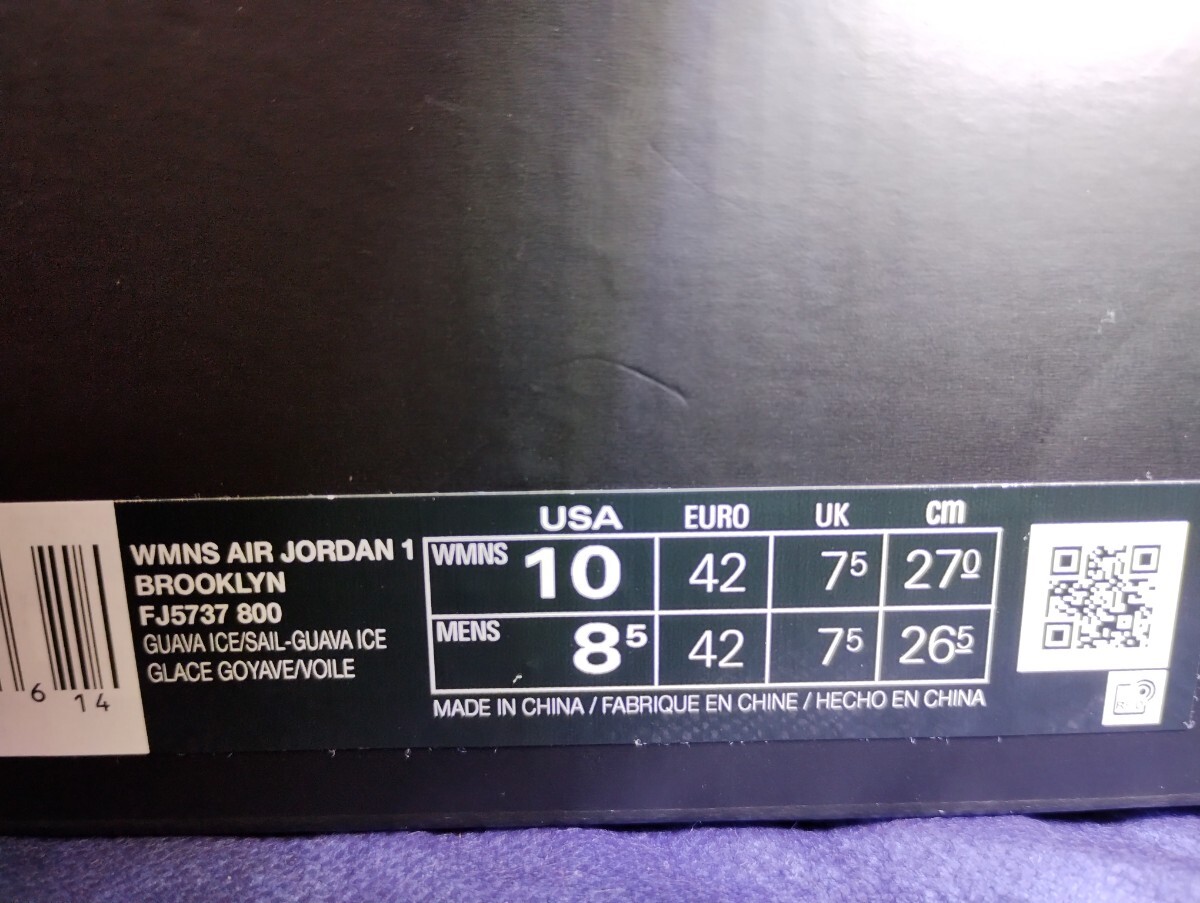 6 14
WMNS AIR JORDAN 1
BROOKLYN
FJ5737 800
GUAVA ICE/SAIL-GUAVA ICE
GLACE GOYAVE/VOILE
USA EURO UK cm
WMNS 10 42 7⁵ 27⁰
MENS 8⁵ 42 7⁵ 26⁵
MADE IN CHINA / FABRIQUE EN CHINE / HECHO EN CHINA